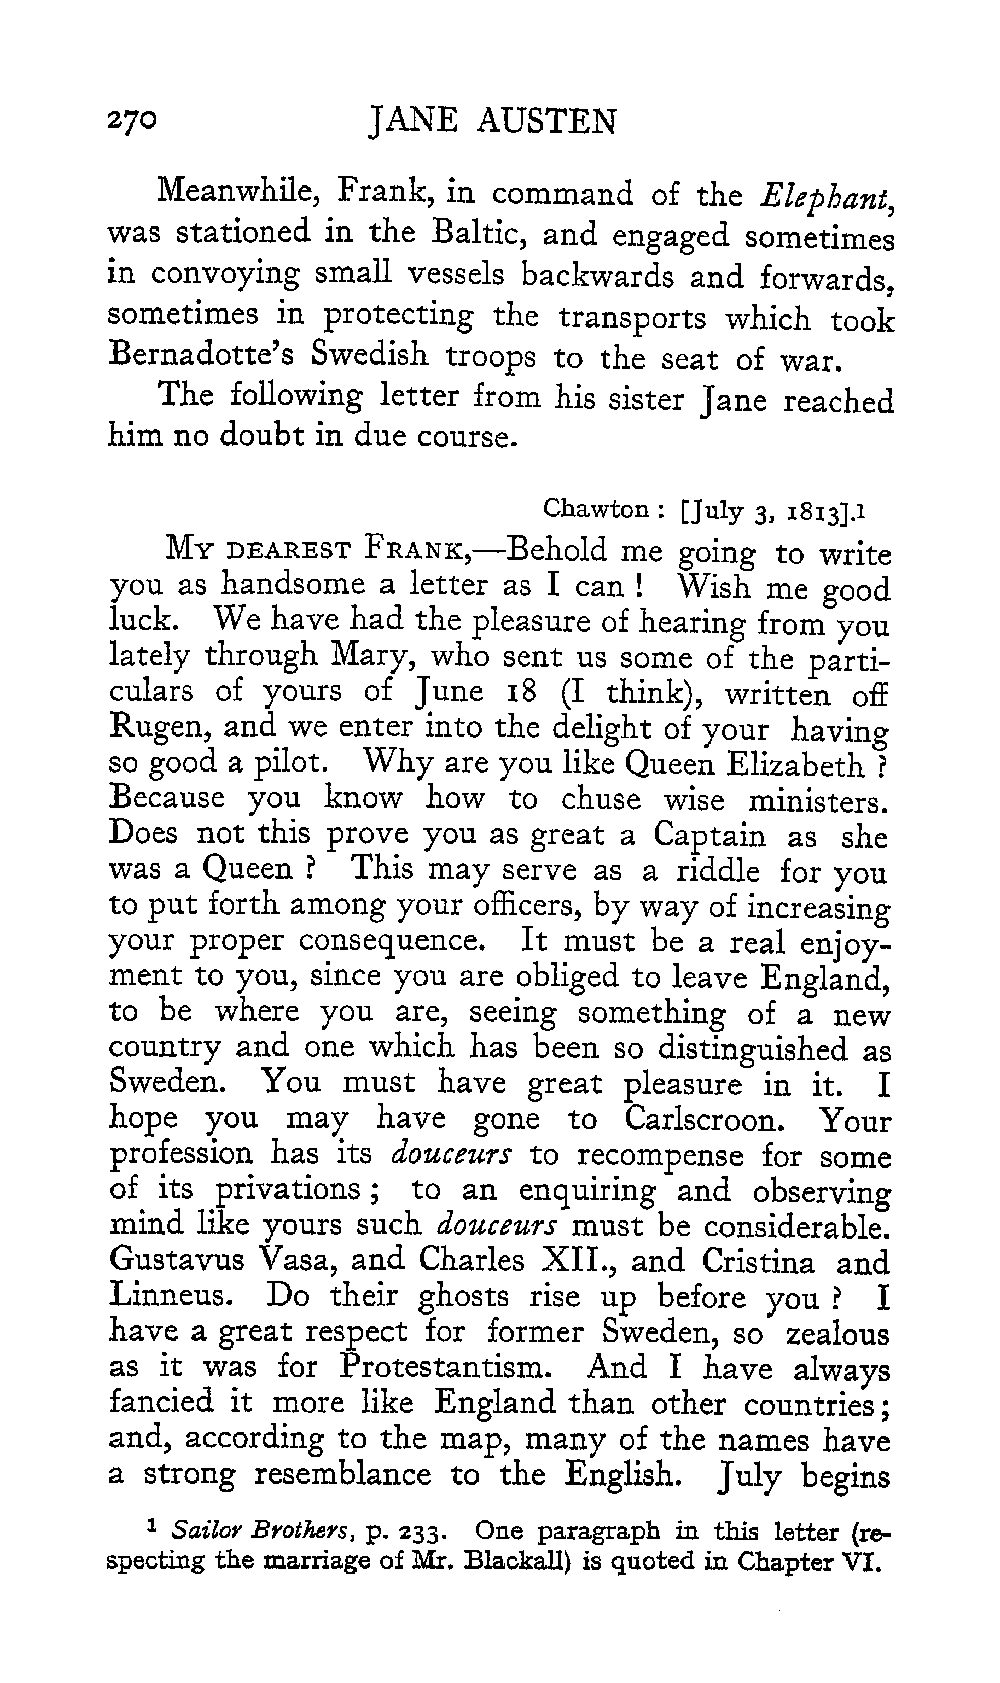 270 JANE AUSTEN
Meanwhile, Frank, in command of the Elephant,
was stationed in the Baltic, and engaged sometimes
in convoying small vessels backwards and forwards,
sometimes in protecting the transports which took
Bernadotte's Swedish troops to the seat of war.
The following letter from his sister Jane reached
him no doubt in due course.
Chawton : [July 3, 1813].1
MY DEAREST FRANK,—Behold me going to write
you as handsome a letter as I can ! Wish me good
luck. We have had the pleasure of hearing from you
lately through Mary, who sent us some of the parti-
culars of yours of June 18 (I think), written off
Rugen, and we enter into the delight of your having
so good a pilot. Why are you like Queen Elizabeth ?
Because you know how to chuse wise ministers.
Does not this prove you as great a Captain as she
was a Queen ? This may serve as a riddle for you
to put forth among your officers, by way of increasing
your proper consequence. It must be a real enjoy-
ment to you, since you are obliged to leave England,
to be where you are, seeing something of a new
country and one which has been so distinguished as
Sweden. You must have great pleasure in it. I
hope you may have gone to Carlscroon. Your
profession has its douceurs to recompense for some
of its privations ; to an enquiring and observing
mind like yours such douceurs must be considerable.
Gustavus Vasa, and Charles XII., and Cristina and
Linneus. Do their ghosts rise up before you ? I
have a great respect for former Sweden, so zealous
as it was for Protestantism. And I have always
fancied it more like England than other countries ;
and, according to the map, many of the names have
a strong resemblance to the English. July begins
1 Sailor Brothers, p. 233. One paragraph in this letter (re-
specting the marriage of Mr. Blackall) is quoted in Chapter VI.